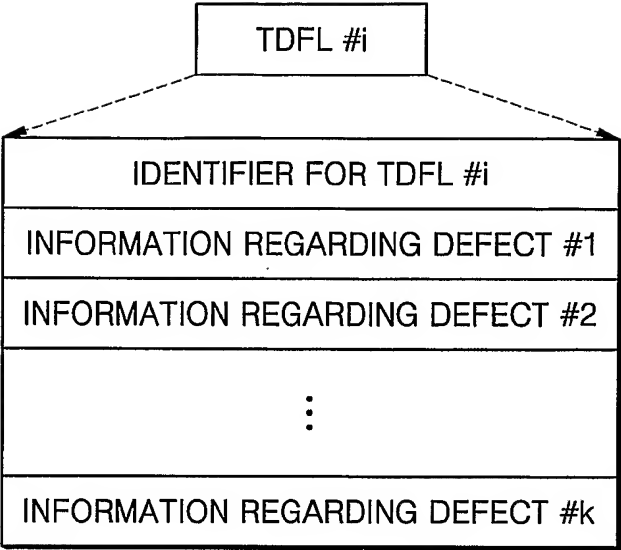 TDFL #i
IDENTIFIER FOR TDFL #i
INFORMATION REGARDING DEFECT #1
INFORMATION REGARDING DEFECT #2
⋮
INFORMATION REGARDING DEFECT #k